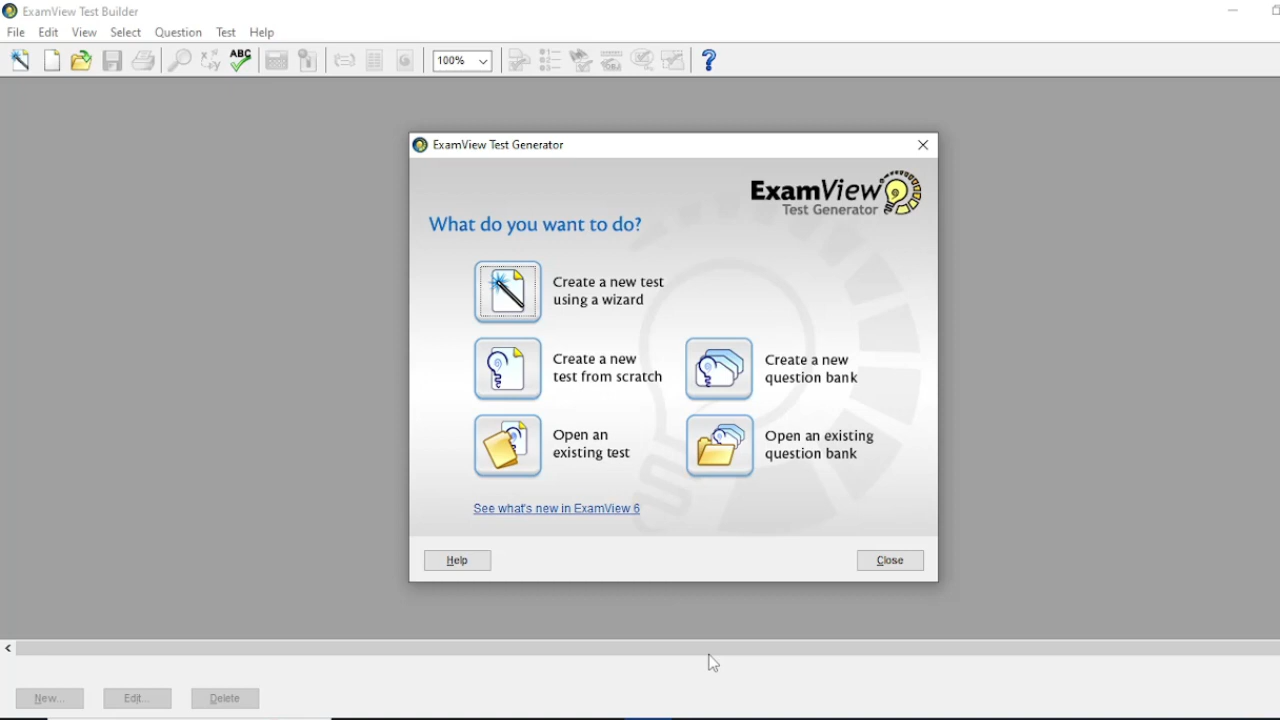 ExamView Test Builder
File Edit View Select Question Test Help
ABC
100%
?
ExamView Test Generator
ExamView
Test Generator
What do you want to do?
Create a new test
using a wizard
Create a new
test from scratch
Create a new
question bank
Open an
existing test
Open an existing
question bank
See what's new in ExamView 6
Help
Close
New...
Edit...
Delete